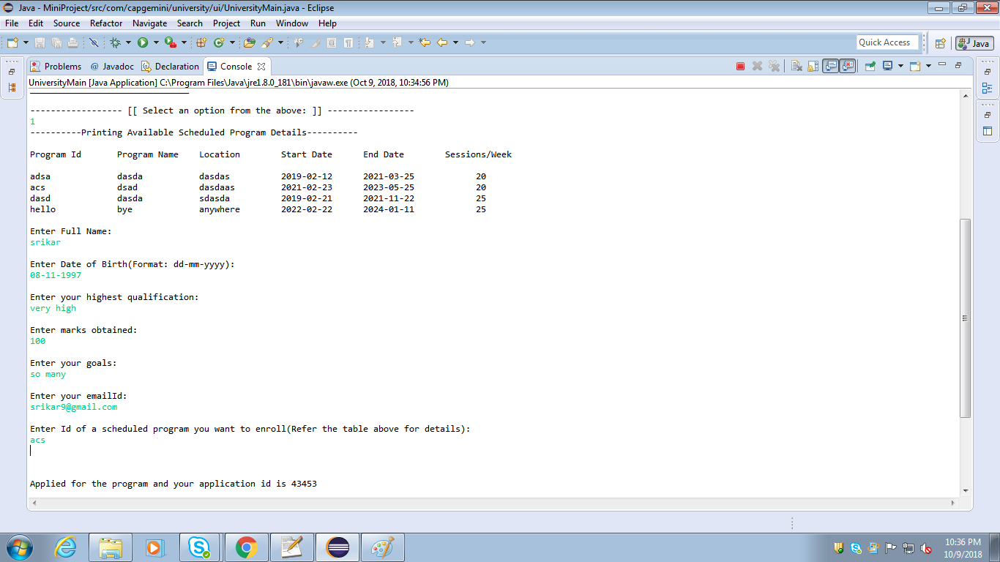 Java - MiniProject/src/com/capgemini/university/ui/UniversityMain.java - Eclipse
File Edit Source Refactor Navigate Search Project Run Window Help
Quick Access
Java
Problems @ Javadoc Declaration Console
UniversityMain [Java Application] C:\Program Files\Java\jre1.8.0_181\bin\javaw.exe (Oct 9, 2018, 10:34:56 PM)
------------------ [[ Select an option from the above: ]] -----------------
1
----------Printing Available Scheduled Program Details----------
Program Id Program Name Location Start Date End Date Sessions/Week
adsa dasda dasdas 2019-02-12 2021-03-25 20
acs dsad dasdaas 2021-02-23 2023-05-25 20
dasd dasda sdasda 2019-02-21 2021-11-22 25
hello bye anywhere 2022-02-22 2024-01-11 25
Enter Full Name:
srikar
Enter Date of Birth(Format: dd-mm-yyyy):
08-11-1997
Enter your highest qualification:
very high
Enter marks obtained:
100
Enter your goals:
so many
Enter your emailId:
srikar9@gmail.com
Enter Id of a scheduled program you want to enroll(Refer the table above for details):
acs
Applied for the program and your application id is 43453
10:36 PM
10/9/2018